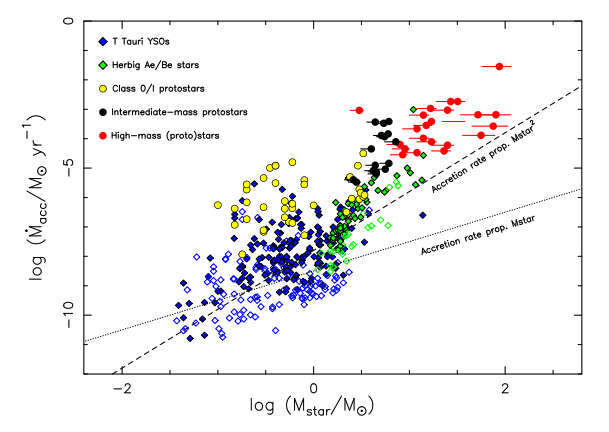 0
T Tauri YSOs
Herbig Ae/Be stars
Class 0/I protostars
Intermediate-mass protostars
High-mass (proto)stars
Accretion rate prop. Mstar²
-5
Accretion rate prop. Mstar
-10
log (Ṁacc/M⊙ yr⁻¹)
-2 0 2
log (Mstar/M⊙)